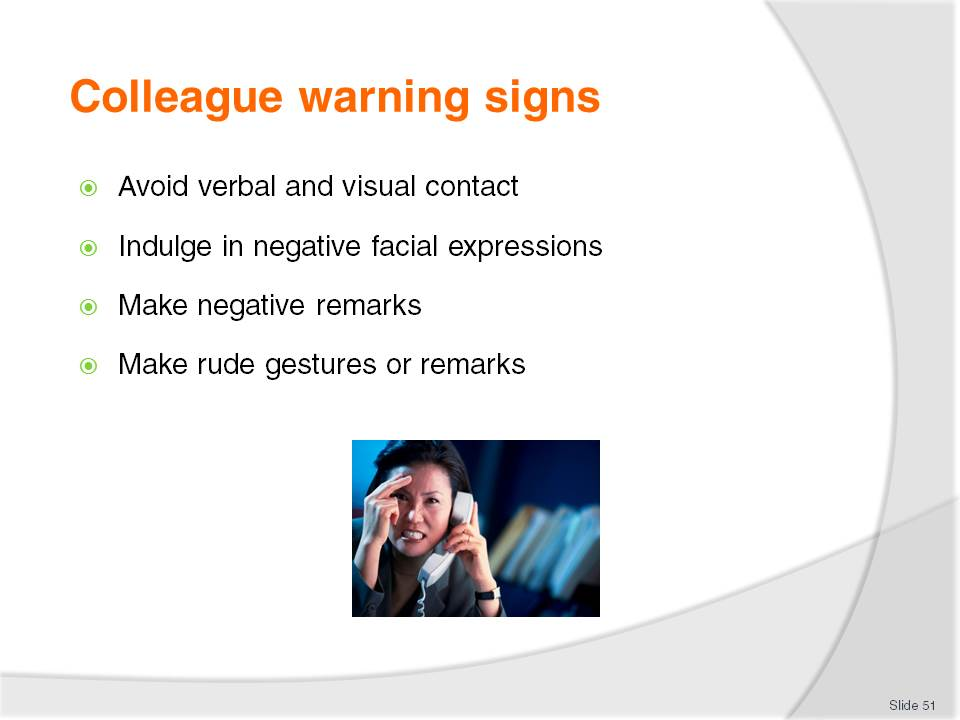 Colleague warning signs
Avoid verbal and visual contact
Indulge in negative facial expressions
Make negative remarks
Make rude gestures or remarks
Slide 51